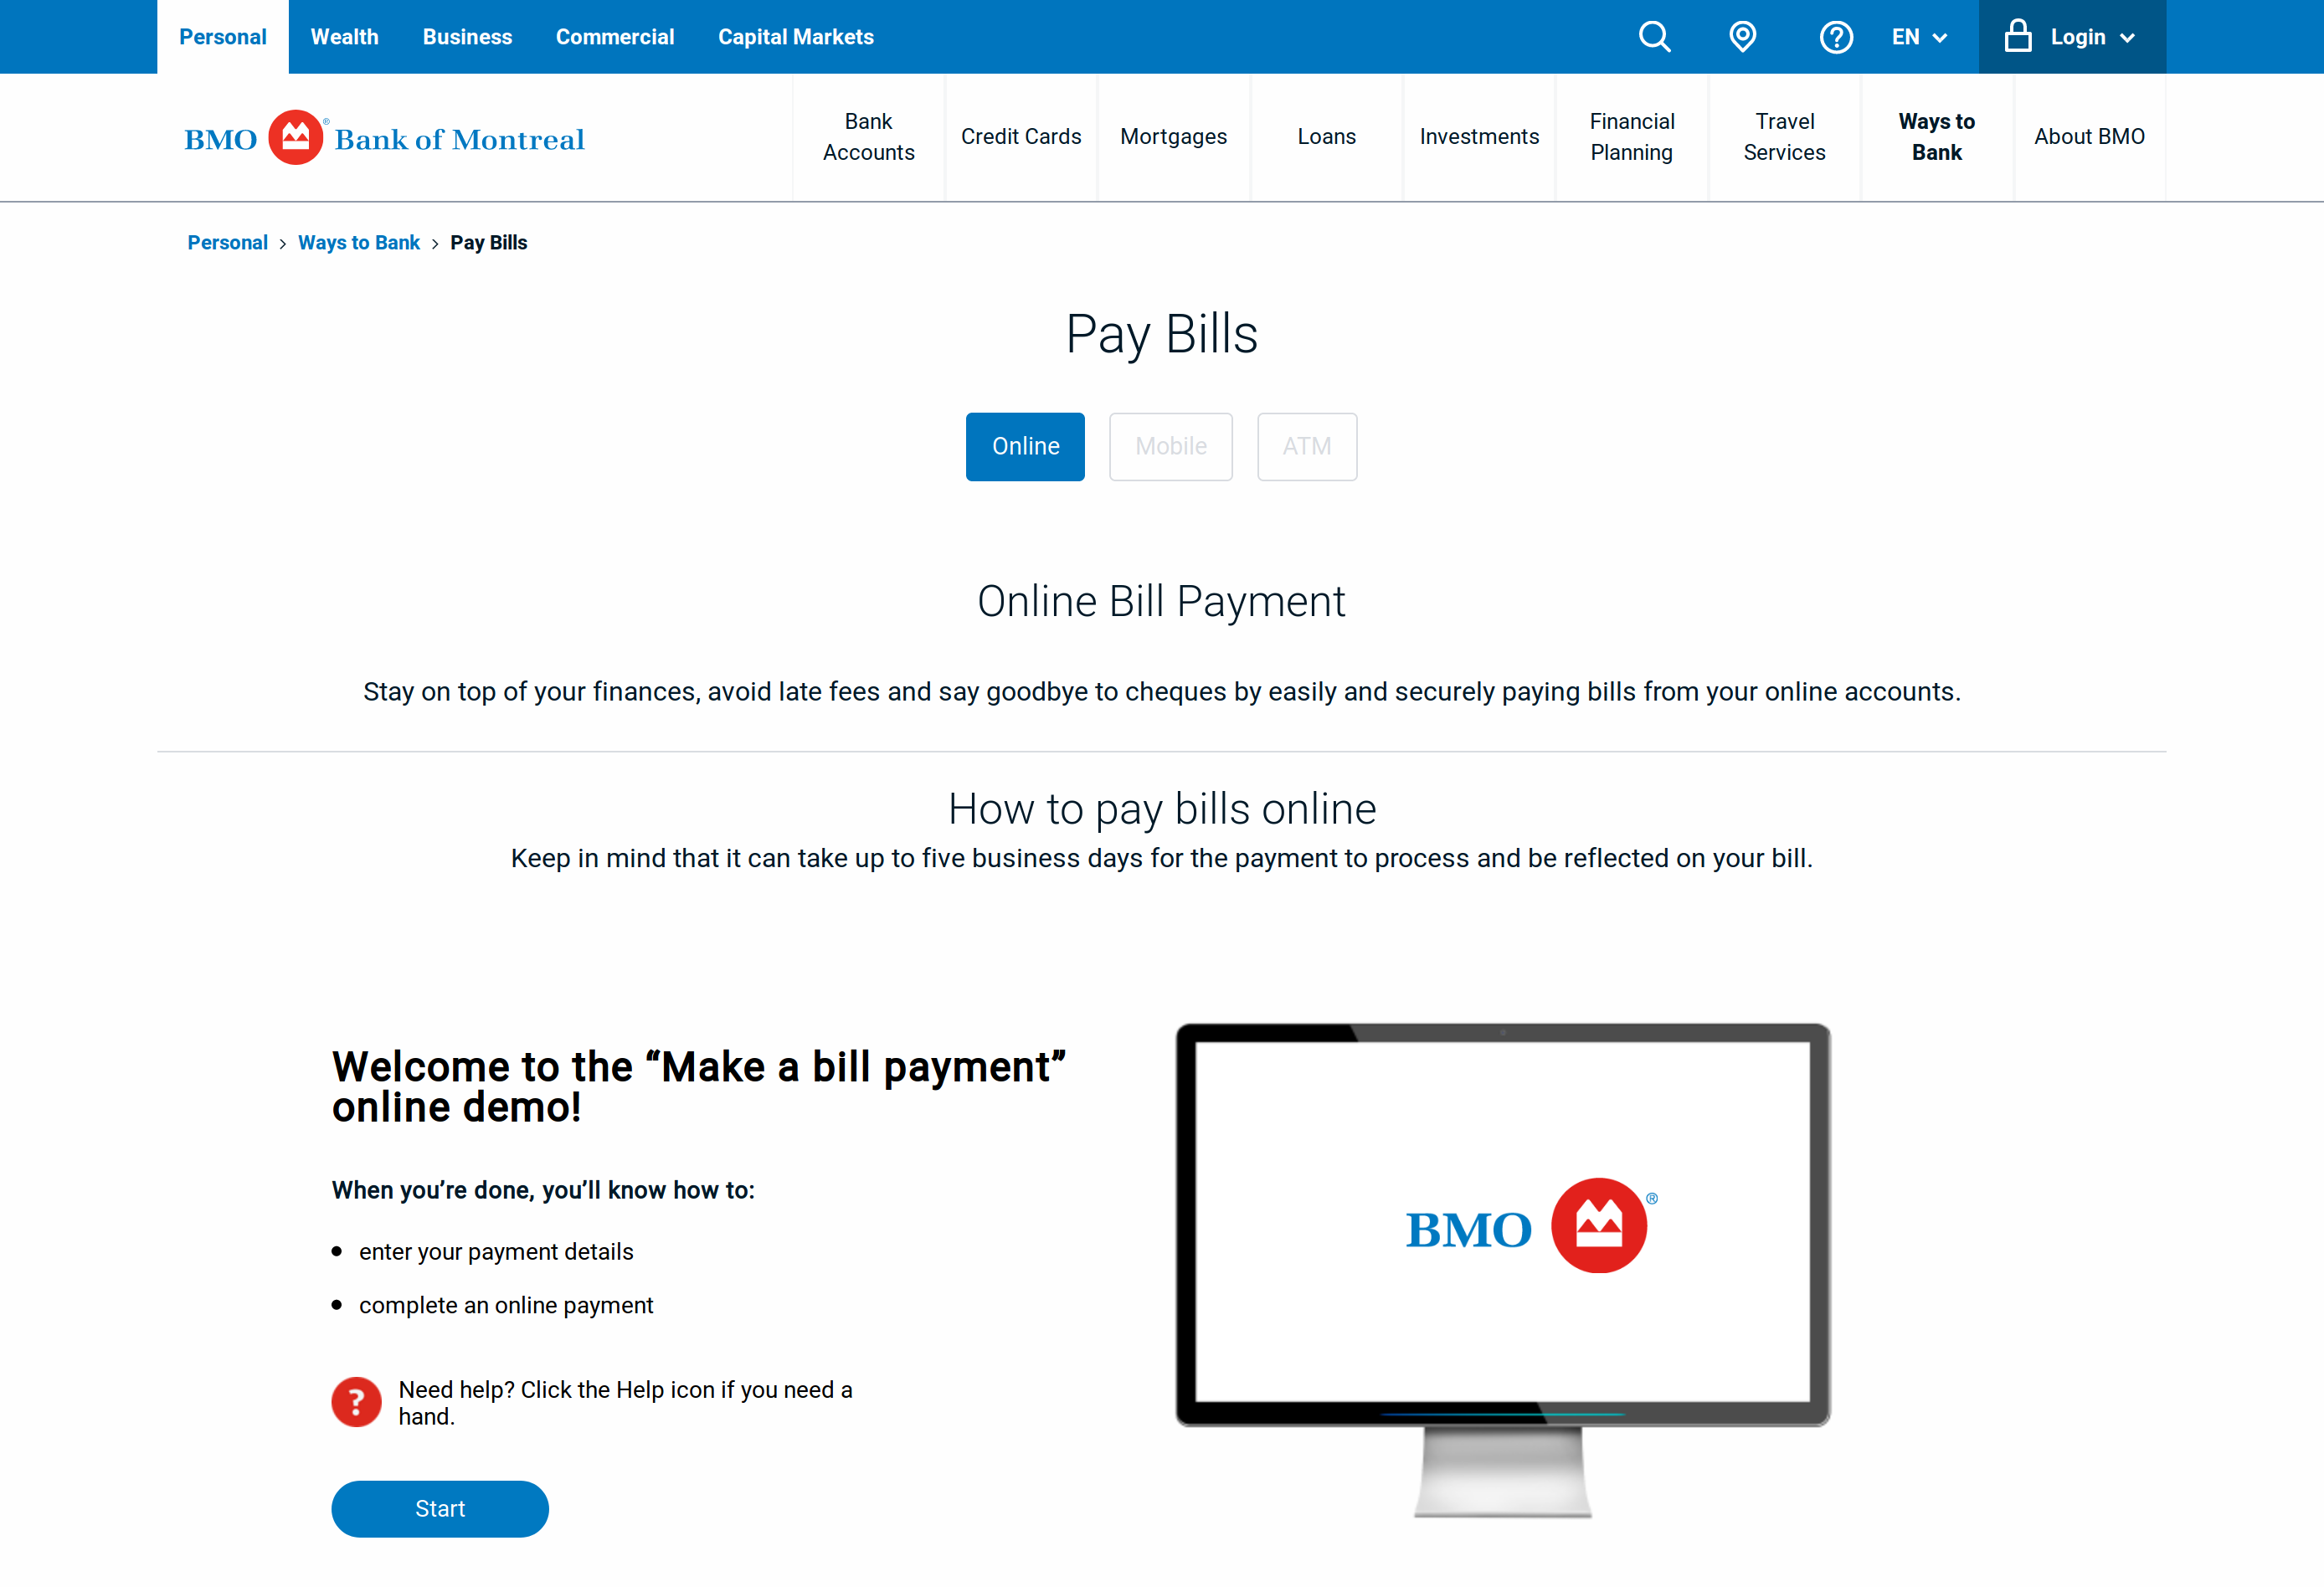 Personal
Wealth
Business
Commercial
Capital Markets
EN
Login
BMO ® Bank of Montreal
Bank
Accounts
Credit Cards
Mortgages
Loans
Investments
Financial
Planning
Travel
Services
Ways to
Bank
About BMO
Personal > Ways to Bank > Pay Bills
Pay Bills
Online
Mobile
ATM
Online Bill Payment
Stay on top of your finances, avoid late fees and say goodbye to cheques by easily and securely paying bills from your online accounts.
How to pay bills online
Keep in mind that it can take up to five business days for the payment to process and be reflected on your bill.
Welcome to the “Make a bill payment”
online demo!
When you’re done, you’ll know how to:
• enter your payment details
• complete an online payment
? Need help? Click the Help icon if you need a
hand.
Start
BMO ®